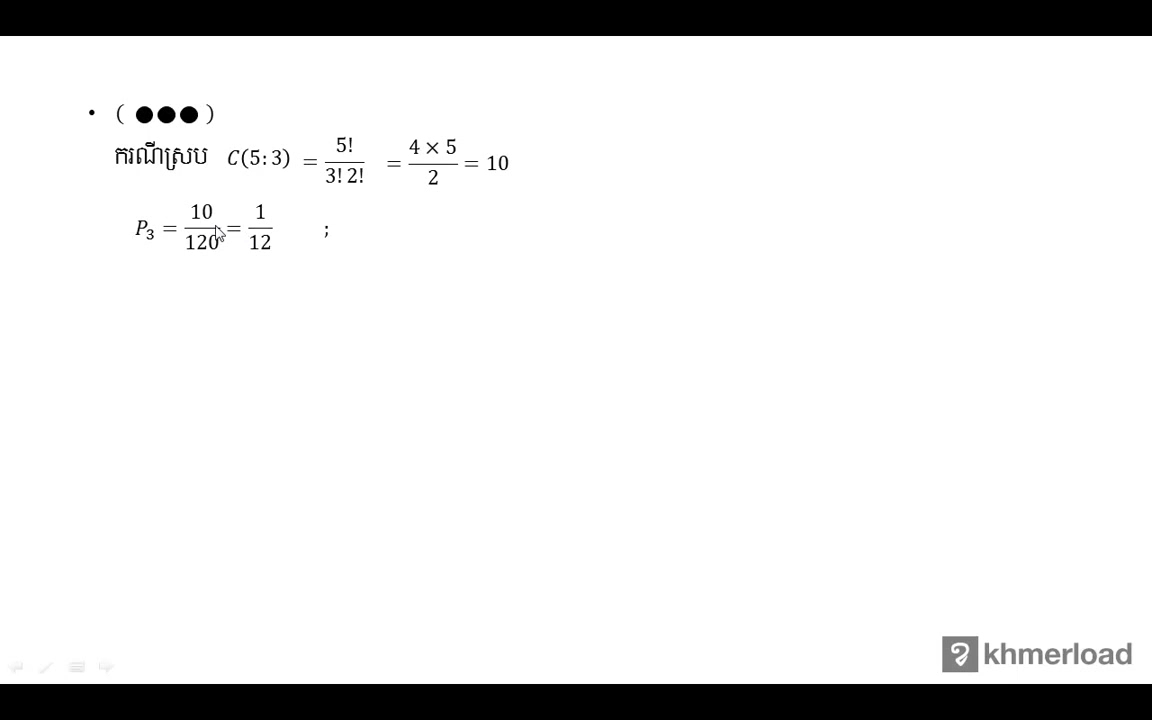 • ( ●●● )
ករណីស្រប C(5:3) = 5!/3! 2! = 4 × 5/2 = 10
P₃ = 10/120 = 1/12 ;
khmerload